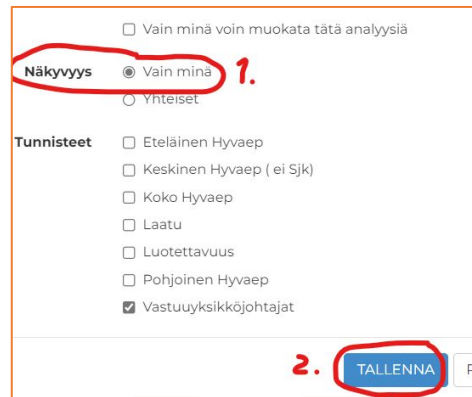 Vain minä voin muokata tätä analyysiä
Näkyvyys Vain minä 1.
Yhteiset
Tunnisteet Eteläinen Hyvaep
Keskinen Hyvaep ( ei Sjk)
Koko Hyvaep
Laatu
Luotettavuus
Pohjoinen Hyvaep
Vastuuyksikköjohtajat
2. TALLENNA